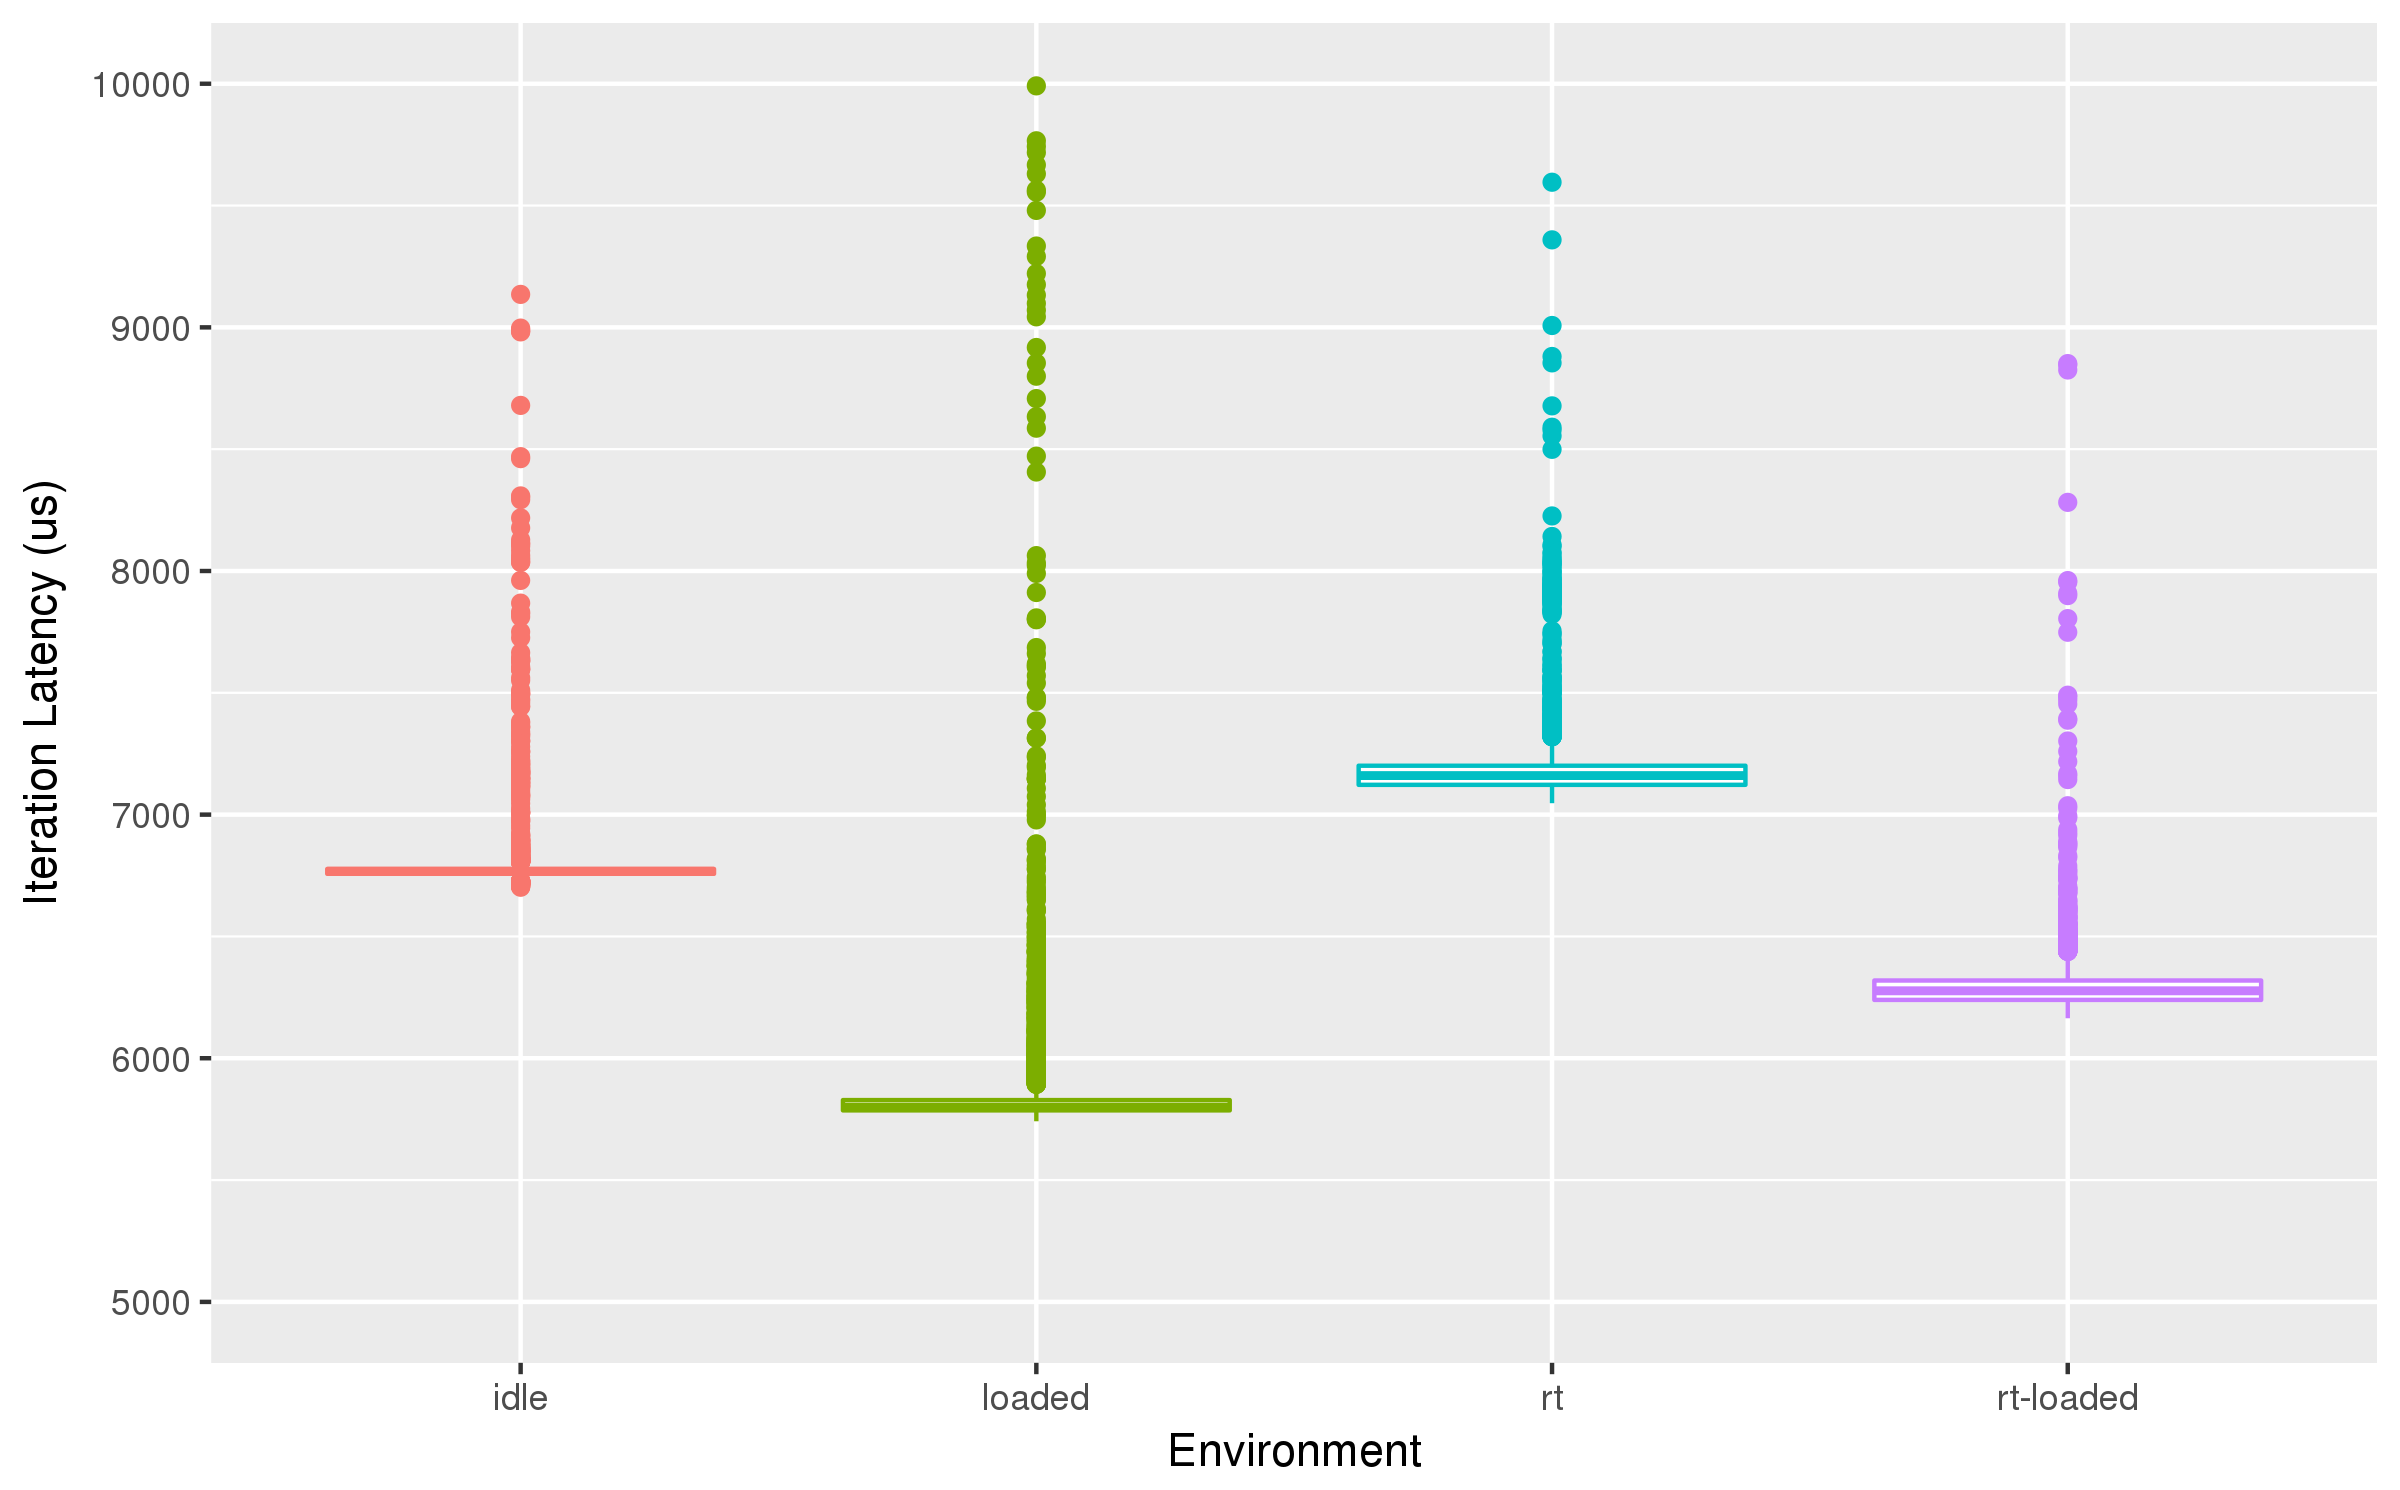 Iteration Latency (us)
10000
9000
8000
7000
6000
5000
idle loaded rt rt-loaded
Environment